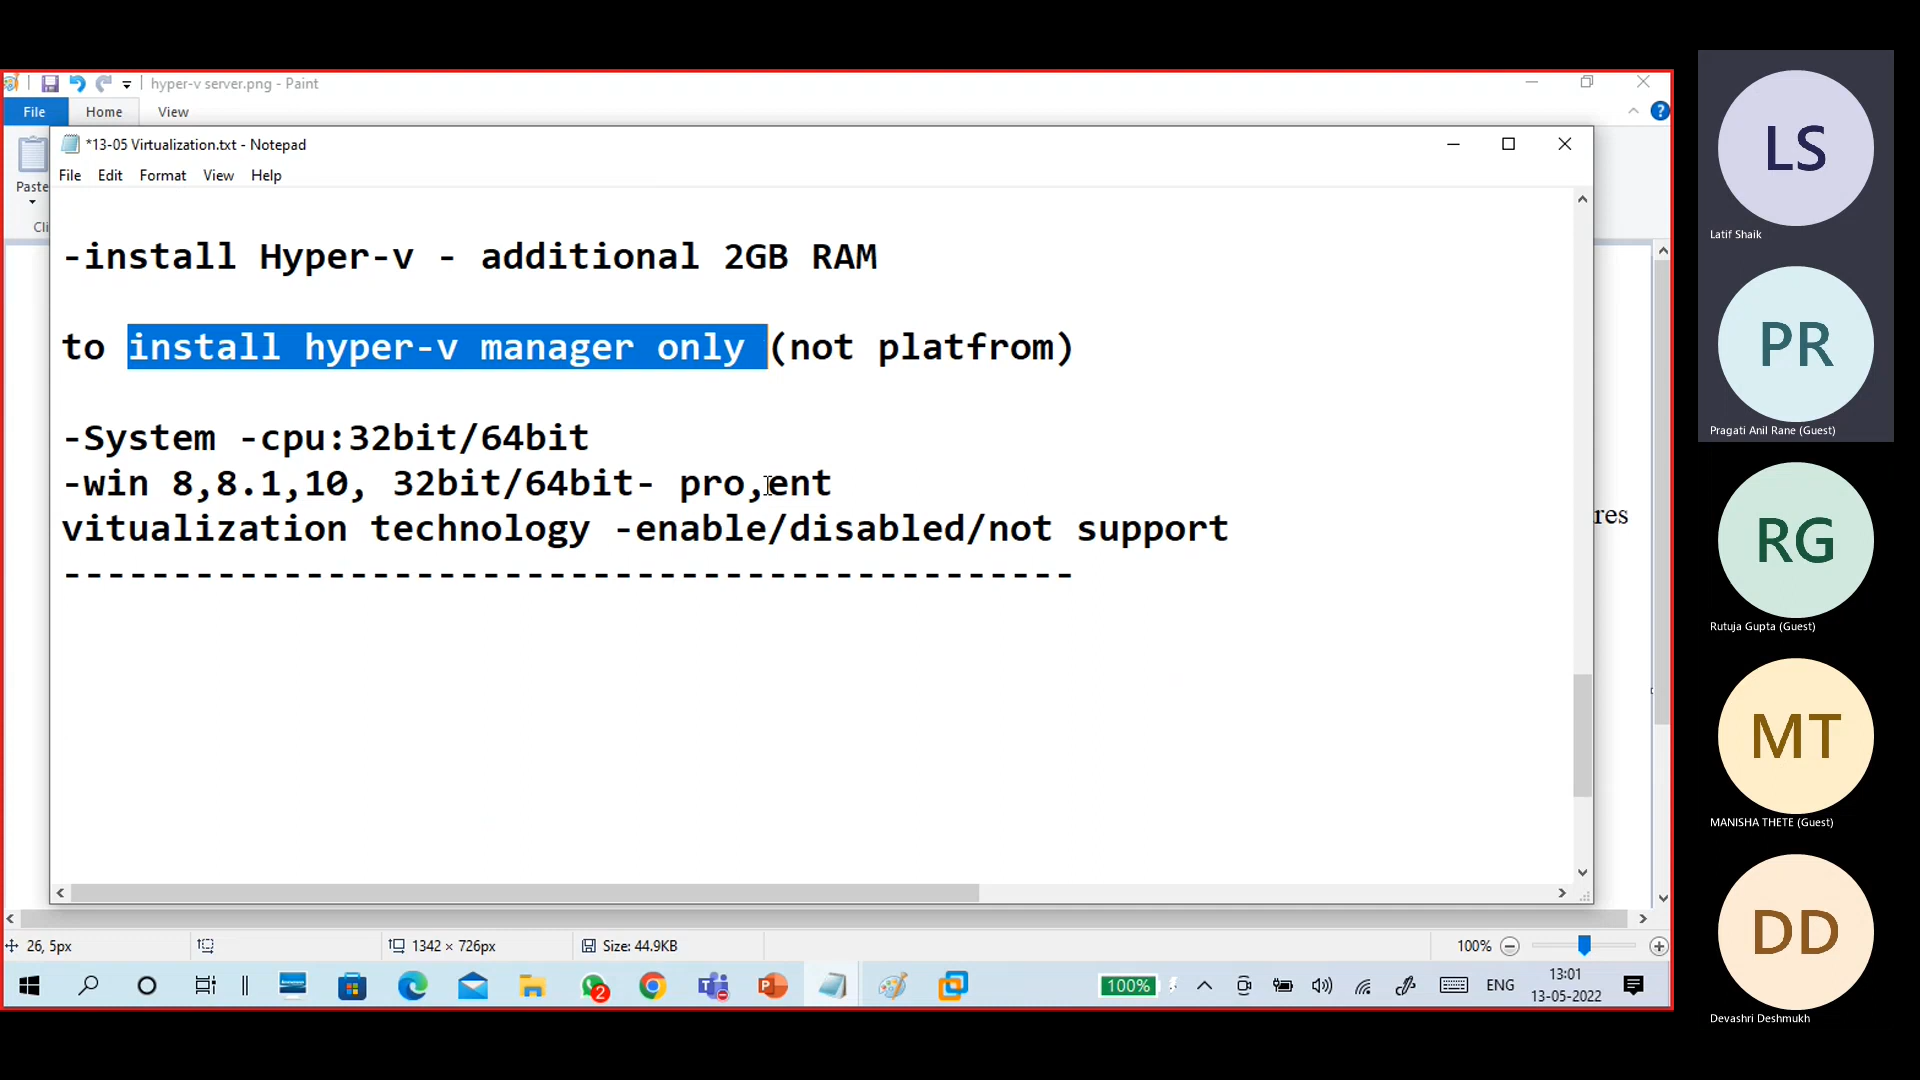 hyper-v server.png - Paint
File Home View
Paste
Cli
*13-05 Virtualization.txt - Notepad
File Edit Format View Help
-install Hyper-v - additional 2GB RAM
to install hyper-v manager only (not platfrom)
-System -cpu:32bit/64bit
-win 8,8.1,10, 32bit/64bit- pro,ent
vitualization technology -enable/disabled/not support
----------------------------------------------
res
26, 5px
1342 × 726px
Size: 44.9KB
100%
2
100%
ENG
13:01
13-05-2022
LS
Latif Shaik
PR
Pragati Anil Rane (Guest)
RG
Rutuja Gupta (Guest)
MT
MANISHA THETE (Guest)
DD
Devashri Deshmukh